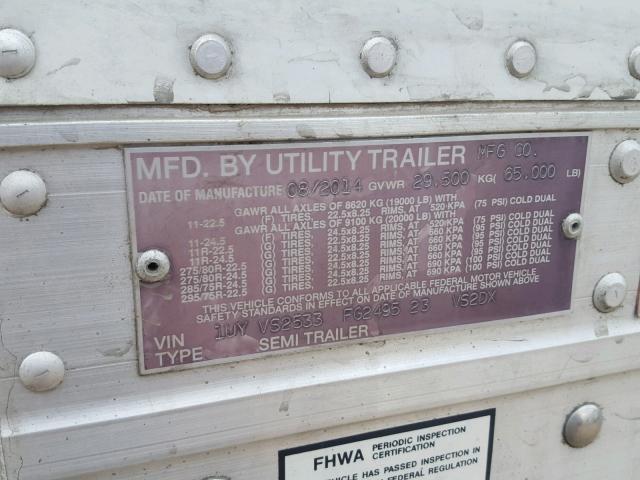 MFD. BY UTILITY TRAILER MFG CO.
DATE OF MANUFACTURE 08/2014 GVWR 29,500 KG( 65,000 LB)
GAWR ALL AXLES OF 8620 KG (19000 LB) WITH
11-22.5 (F) TIRES. 22.5x8.25 RIMS, AT 520 KPA (75 PSI) COLD DUAL
GAWR ALL AXLES OF 9100 KG (20000 LB) WITH
11-24.5 (F) TIRES. 24.5x8.25 RIMS, AT 520 KPA (75 PSI) COLD DUAL
11R-22.5 (G) TIRES. 22.5x8.25 RIMS, AT 660 KPA (95 PSI) COLD DUAL
11R-24.5 (G) TIRES. 24.5x8.25 RIMS, AT 660 KPA (95 PSI) COLD DUAL
275/80R-22.5 (G) TIRES. 22.5x8.25 RIMS, AT 660 KPA (95 PSI) COLD DUAL
275/80R-24.5 (G) TIRES. 24.5x8.25 RIMS, AT 660 KPA (95 PSI) COLD DUAL
285/75R-24.5 (G) TIRES. 24.5x8.25 RIMS, AT 690 KPA (100 PSI) COLD DUAL
295/75R-22.5 (G) TIRES. 22.5x8.25 RIMS, AT 690 KPA (100 PSI) COLD DUAL
THIS VEHICLE CONFORMS TO ALL APPLICABLE FEDERAL MOTOR VEHICLE
SAFETY STANDARDS IN EFFECT ON DATE OF MANUFACTURE SHOWN ABOVE
VIN 1UY VS2533 FG2495 23 VS2DX
TYPE SEMI TRAILER
FHWA PERIODIC INSPECTION
CERTIFICATION
VEHICLE HAS PASSED INSPECTION IN
FEDERAL REGULATION